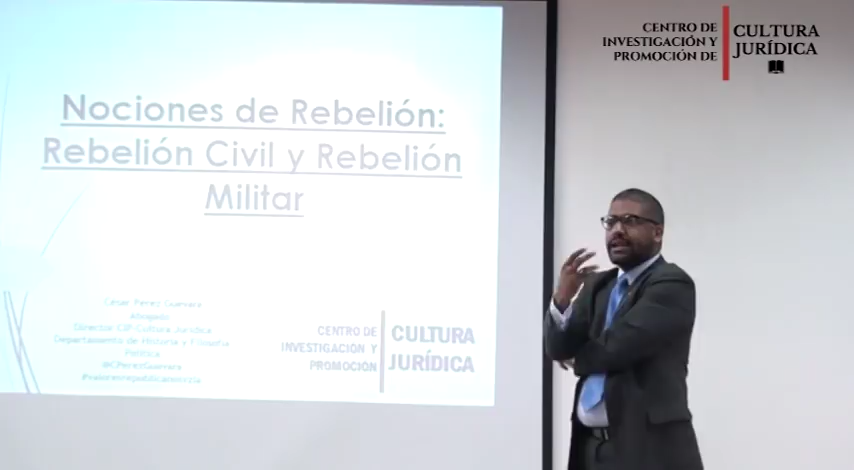 CENTRO DE
INVESTIGACIÓN Y
PROMOCIÓN DE
CULTURA
JURÍDICA
Nociones de Rebelión:
Rebelión Civil y Rebelión
Militar
César Pérez Guevara
Abogado
Director CIP Cultura Jurídica
Departamento de Historia y Filosofía
Política
@CPerezGuevara
CENTRO DE
INVESTIGACIÓN Y
PROMOCIÓN
CULTURA
JURÍDICA